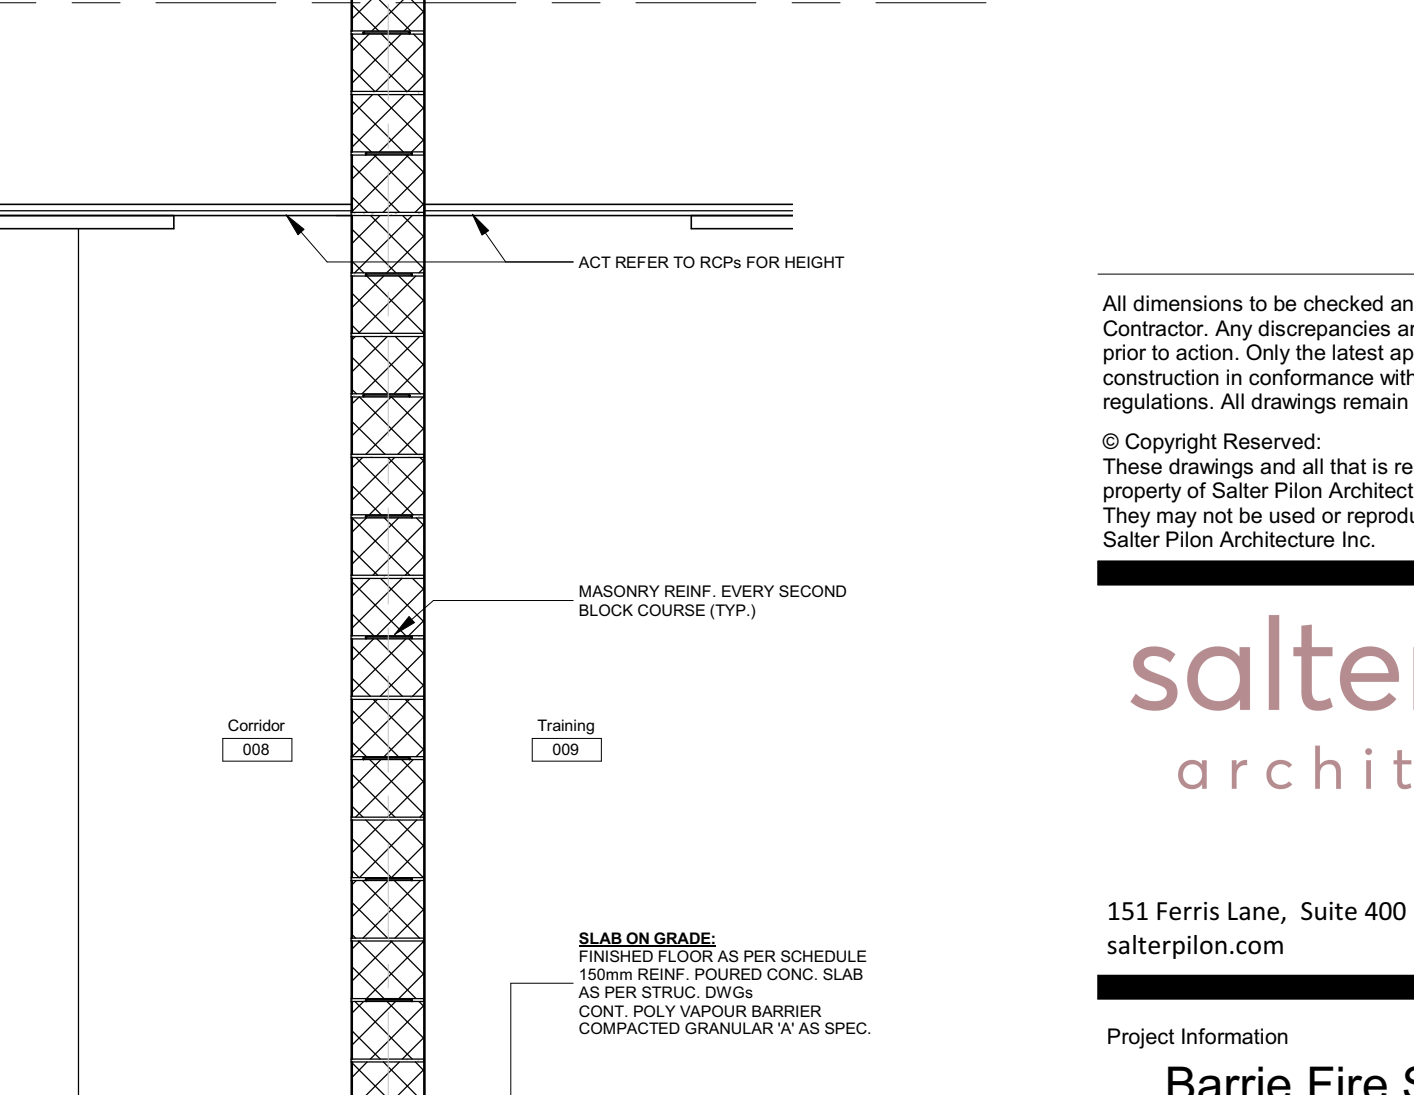 ACT REFER TO RCPs FOR HEIGHT
MASONRY REINF. EVERY SECOND
BLOCK COURSE (TYP.)
Corridor
008
Training
009
SLAB ON GRADE:
FINISHED FLOOR AS PER SCHEDULE
150mm REINF. POURED CONC. SLAB
AS PER STRUC. DWGs
CONT. POLY VAPOUR BARRIER
COMPACTED GRANULAR 'A' AS SPEC.
All dimensions to be checked an
Contractor. Any discrepancies ar
prior to action. Only the latest ap
construction in conformance with
regulations. All drawings remain
© Copyright Reserved:
These drawings and all that is re
property of Salter Pilon Architect
They may not be used or reprodu
Salter Pilon Architecture Inc.
salter
archit
151 Ferris Lane, Suite 400
salterpilon.com
Project Information
Barrie Fire S